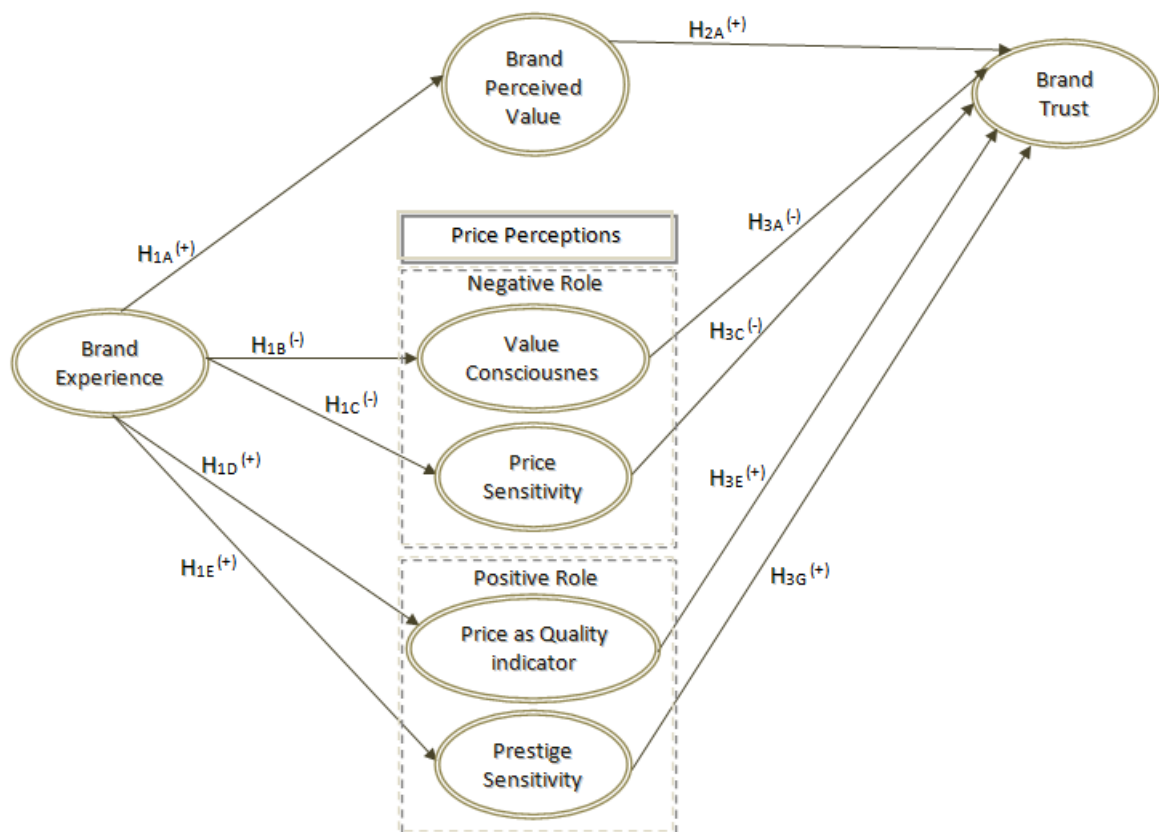 H2A(+)
Brand
Perceived
Value
Brand
Trust
H1A(+)
H3A(-)
Price Perceptions
Negative Role
H1B(-)
Value
Consciousnes
H3C(-)
Brand
Experience
H1C(-)
Price
Sensitivity
H1D(+)
H3E(+)
H1E(+)
Positive Role
H3G(+)
Price as Quality
indicator
Prestige
Sensitivity